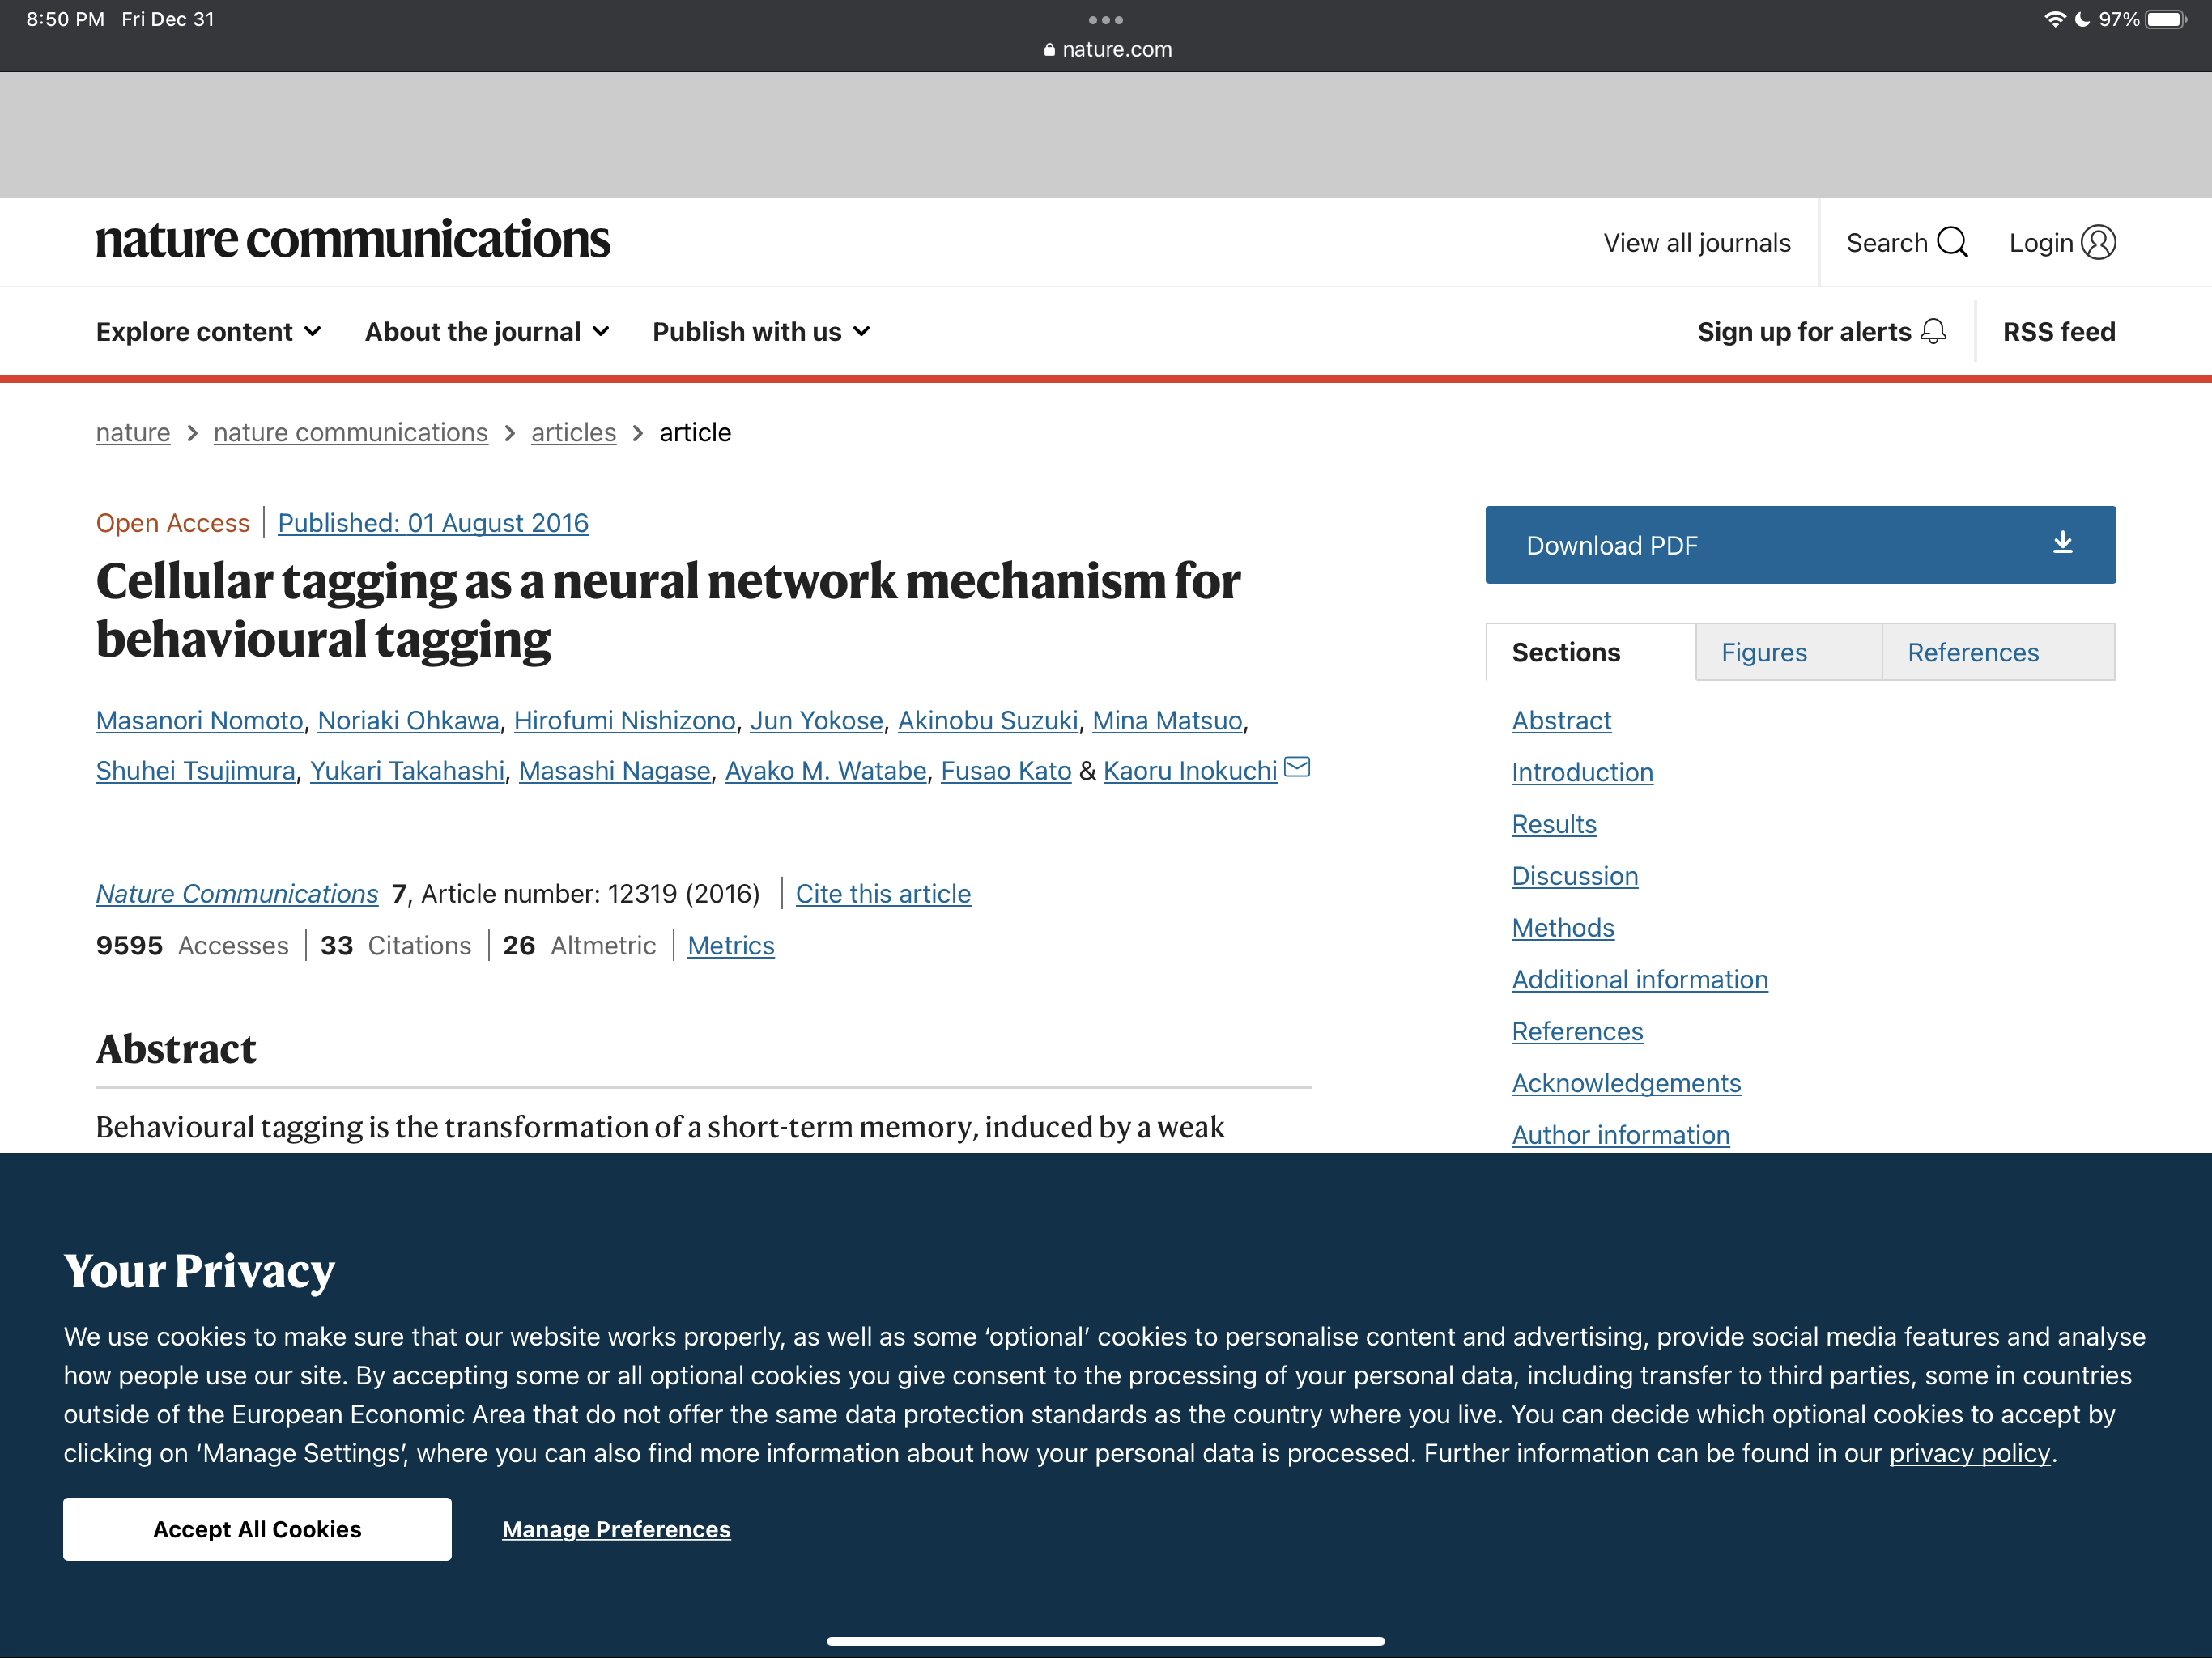 8:50 PM Fri Dec 31
97%
nature.com
nature communications
View all journals
Search
Login
Explore content
About the journal
Publish with us
Sign up for alerts
RSS feed
nature > nature communications > articles > article
Open Access | Published: 01 August 2016
Cellular tagging as a neural network mechanism for
behavioural tagging
Masanori Nomoto, Noriaki Ohkawa, Hirofumi Nishizono, Jun Yokose, Akinobu Suzuki, Mina Matsuo,
Shuhei Tsujimura, Yukari Takahashi, Masashi Nagase, Ayako M. Watabe, Fusao Kato & Kaoru Inokuchi
Nature Communications 7, Article number: 12319 (2016) | Cite this article
9595 Accesses | 33 Citations | 26 Altmetric | Metrics
Abstract
Behavioural tagging is the transformation of a short-term memory, induced by a weak
Download PDF
Sections
Figures
References
Abstract
Introduction
Results
Discussion
Methods
Additional information
References
Acknowledgements
Author information
Your Privacy
We use cookies to make sure that our website works properly, as well as some ‘optional’ cookies to personalise content and advertising, provide social media features and analyse
how people use our site. By accepting some or all optional cookies you give consent to the processing of your personal data, including transfer to third parties, some in countries
outside of the European Economic Area that do not offer the same data protection standards as the country where you live. You can decide which optional cookies to accept by
clicking on ‘Manage Settings’, where you can also find more information about how your personal data is processed. Further information can be found in our privacy policy.
Accept All Cookies
Manage Preferences